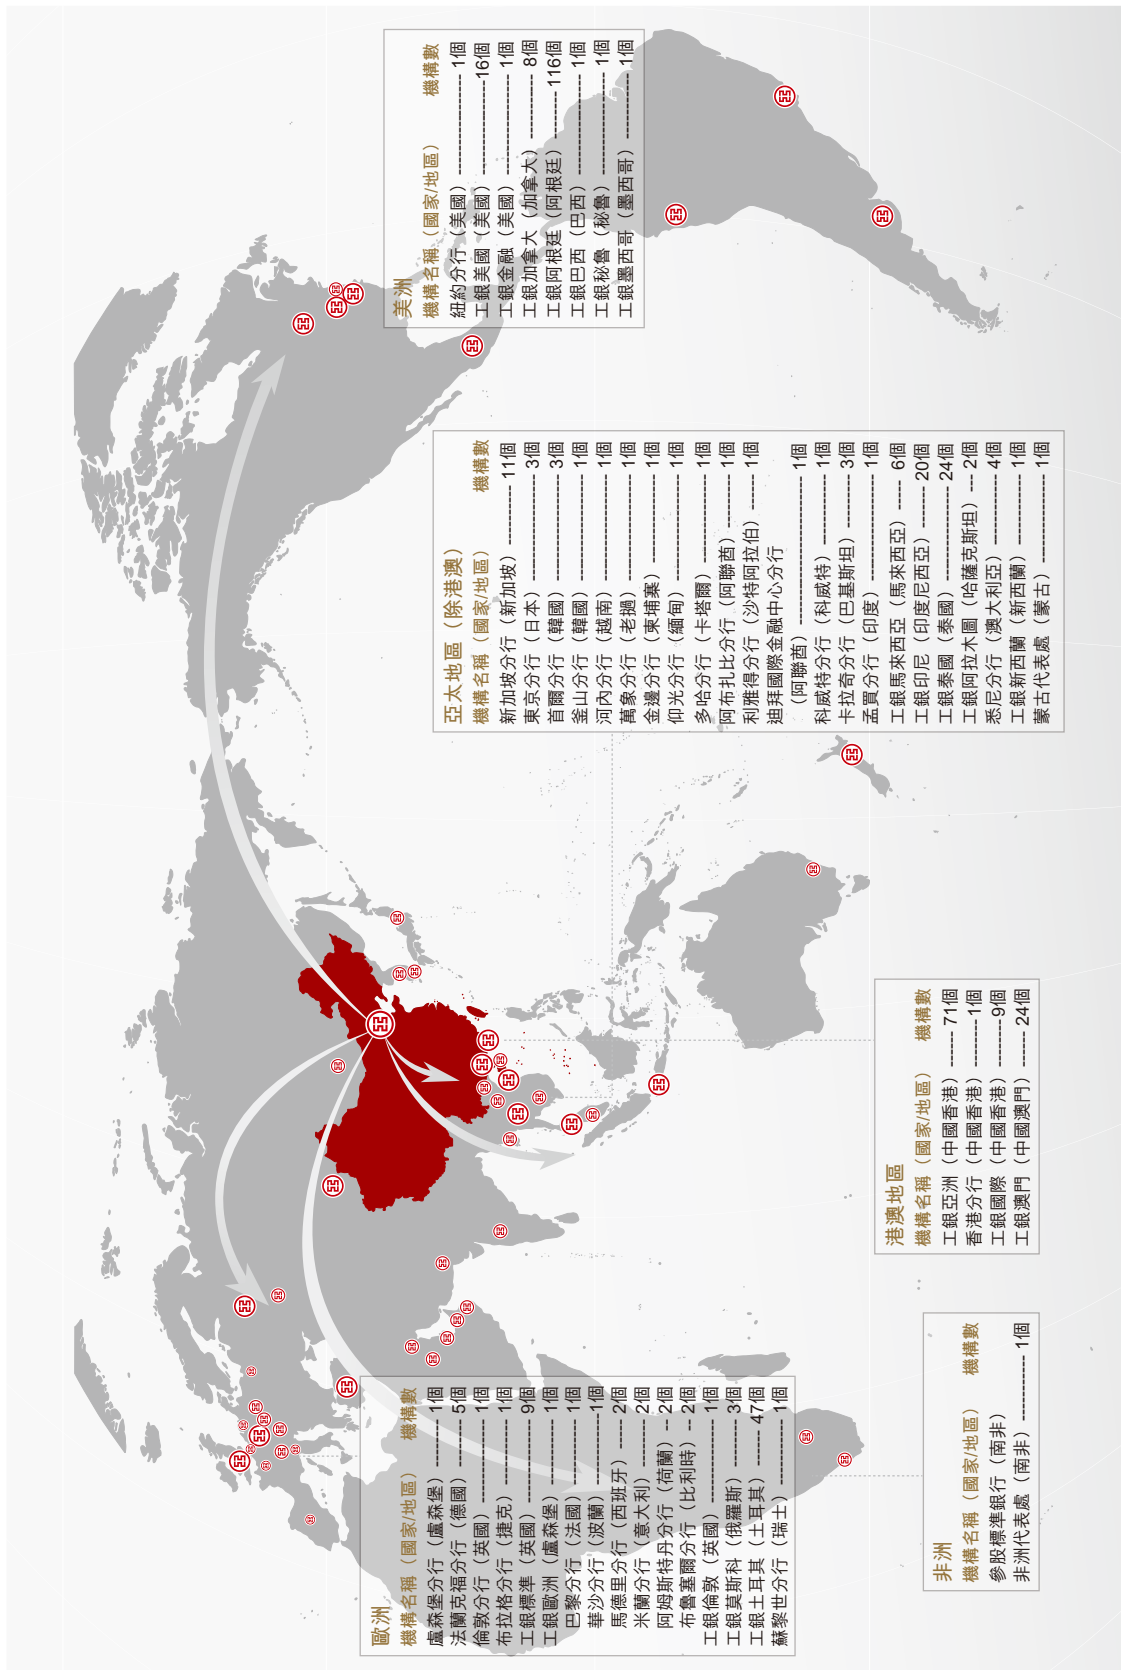 美洲
機構名稱（國家/地區） 機構數
紐約分行（美國）---------------- 1個
工銀美國（美國）---------------16個
工銀金融（美國）---------------- 1個
工銀加拿大（加拿大）----------- 8個
工銀阿根廷（阿根廷）------ 116個
工銀巴西（巴西）---------------- 1個
工銀秘魯（秘魯）---------------- 1個
工銀墨西哥（墨西哥）----------- 1個
亞太地區（除港澳）
機構名稱（國家/地區） 機構數
新加坡分行（新加坡）--------- 11個
東京分行（日本）---------------- 3個
首爾分行（韓國）---------------- 3個
釜山分行（韓國）---------------- 1個
河內分行（越南）---------------- 1個
萬象分行（老撾）---------------- 1個
金邊分行（柬埔寨）------------- 1個
仰光分行（緬甸）---------------- 1個
多哈分行（卡塔爾）------------- 1個
阿布扎比分行（阿聯酋）------- 1個
利雅得分行（沙特阿拉伯）---- 1個
迪拜國際金融中心分行
（阿聯酋）----------------------- 1個
科威特分行（科威特）---------- 1個
卡拉奇分行（巴基斯坦）------- 3個
孟買分行（印度）---------------- 1個
工銀馬來西亞（馬來西亞）---- 6個
工銀印尼（印度尼西亞）------ 20個
工銀泰國（泰國）--------------- 24個
工銀阿拉木圖（哈薩克斯坦）--- 2個
悉尼分行（澳大利亞）---------- 4個
工銀新西蘭（新西蘭）---------- 1個
蒙古代表處（蒙古）------------- 1個
港澳地區
機構名稱（國家/地區） 機構數
工銀亞洲（中國香港）------ 71個
香港分行（中國香港）--------1個
工銀國際（中國香港）--------9個
工銀澳門（中國澳門）------ 24個
歐洲
機構名稱（國家/地區） 機構數
盧森堡分行（盧森堡）-------- 1個
法蘭克福分行（德國）-------- 5個
倫敦分行（英國）------------- 1個
布拉格分行（捷克）---------- 1個
工銀標準（英國）------------- 9個
工銀歐洲（盧森堡）---------- 1個
巴黎分行（法國）------------- 1個
華沙分行（波蘭）------------- 1個
馬德里分行（西班牙）------- 2個
米蘭分行（意大利）---------- 2個
阿姆斯特丹分行（荷蘭）--- 2個
布魯塞爾分行（比利時）--- 2個
工銀倫敦（英國）------------- 1個
工銀莫斯科（俄羅斯）------- 3個
工銀土耳其（土耳其）------ 47個
蘇黎世分行（瑞士）---------- 1個
非洲
機構名稱（國家/地區） 機構數
參股標準銀行（南非）
非洲代表處（南非）----------- 1個